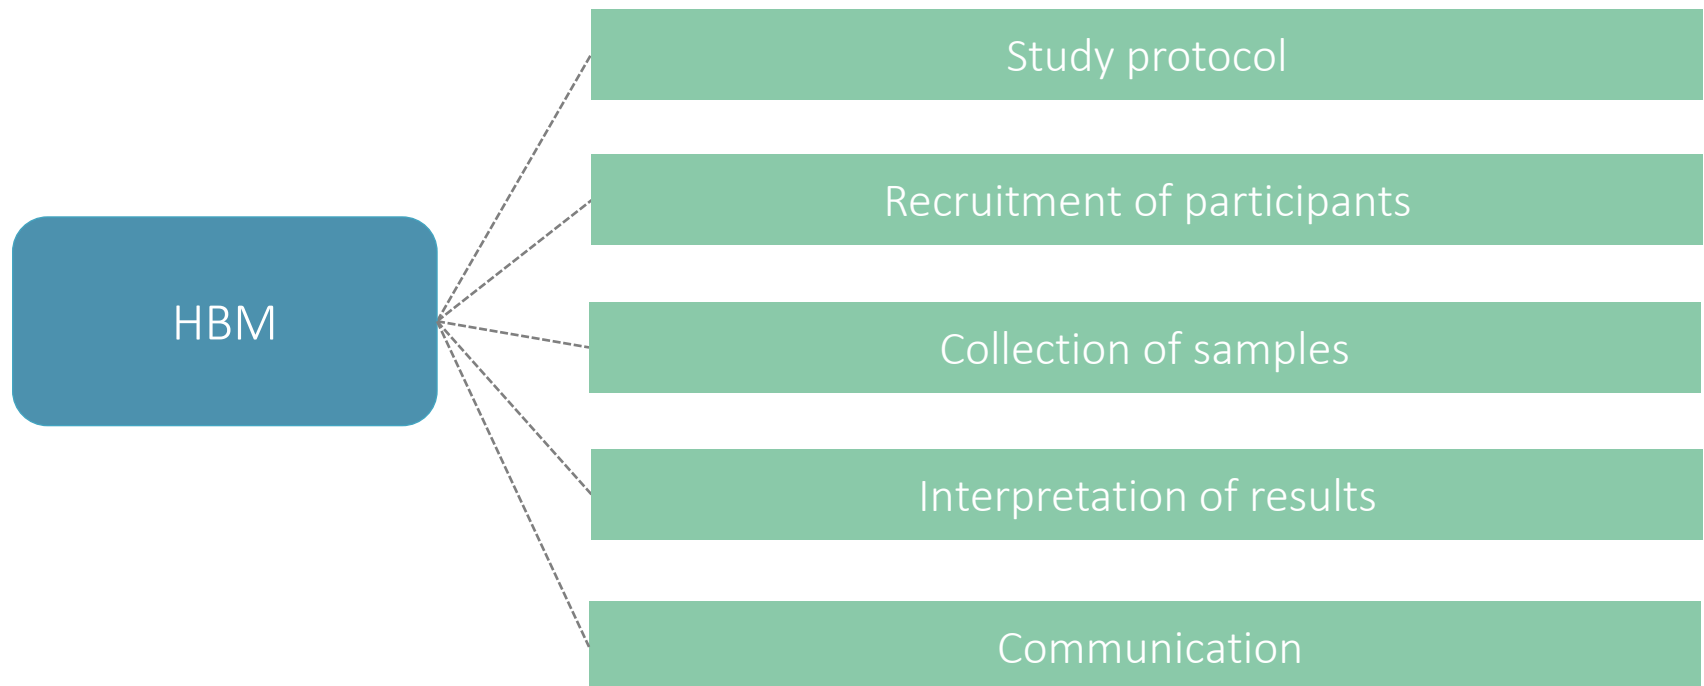 Study protocol
Recruitment of participants
HBM
Collection of samples
Interpretation of results
Communication